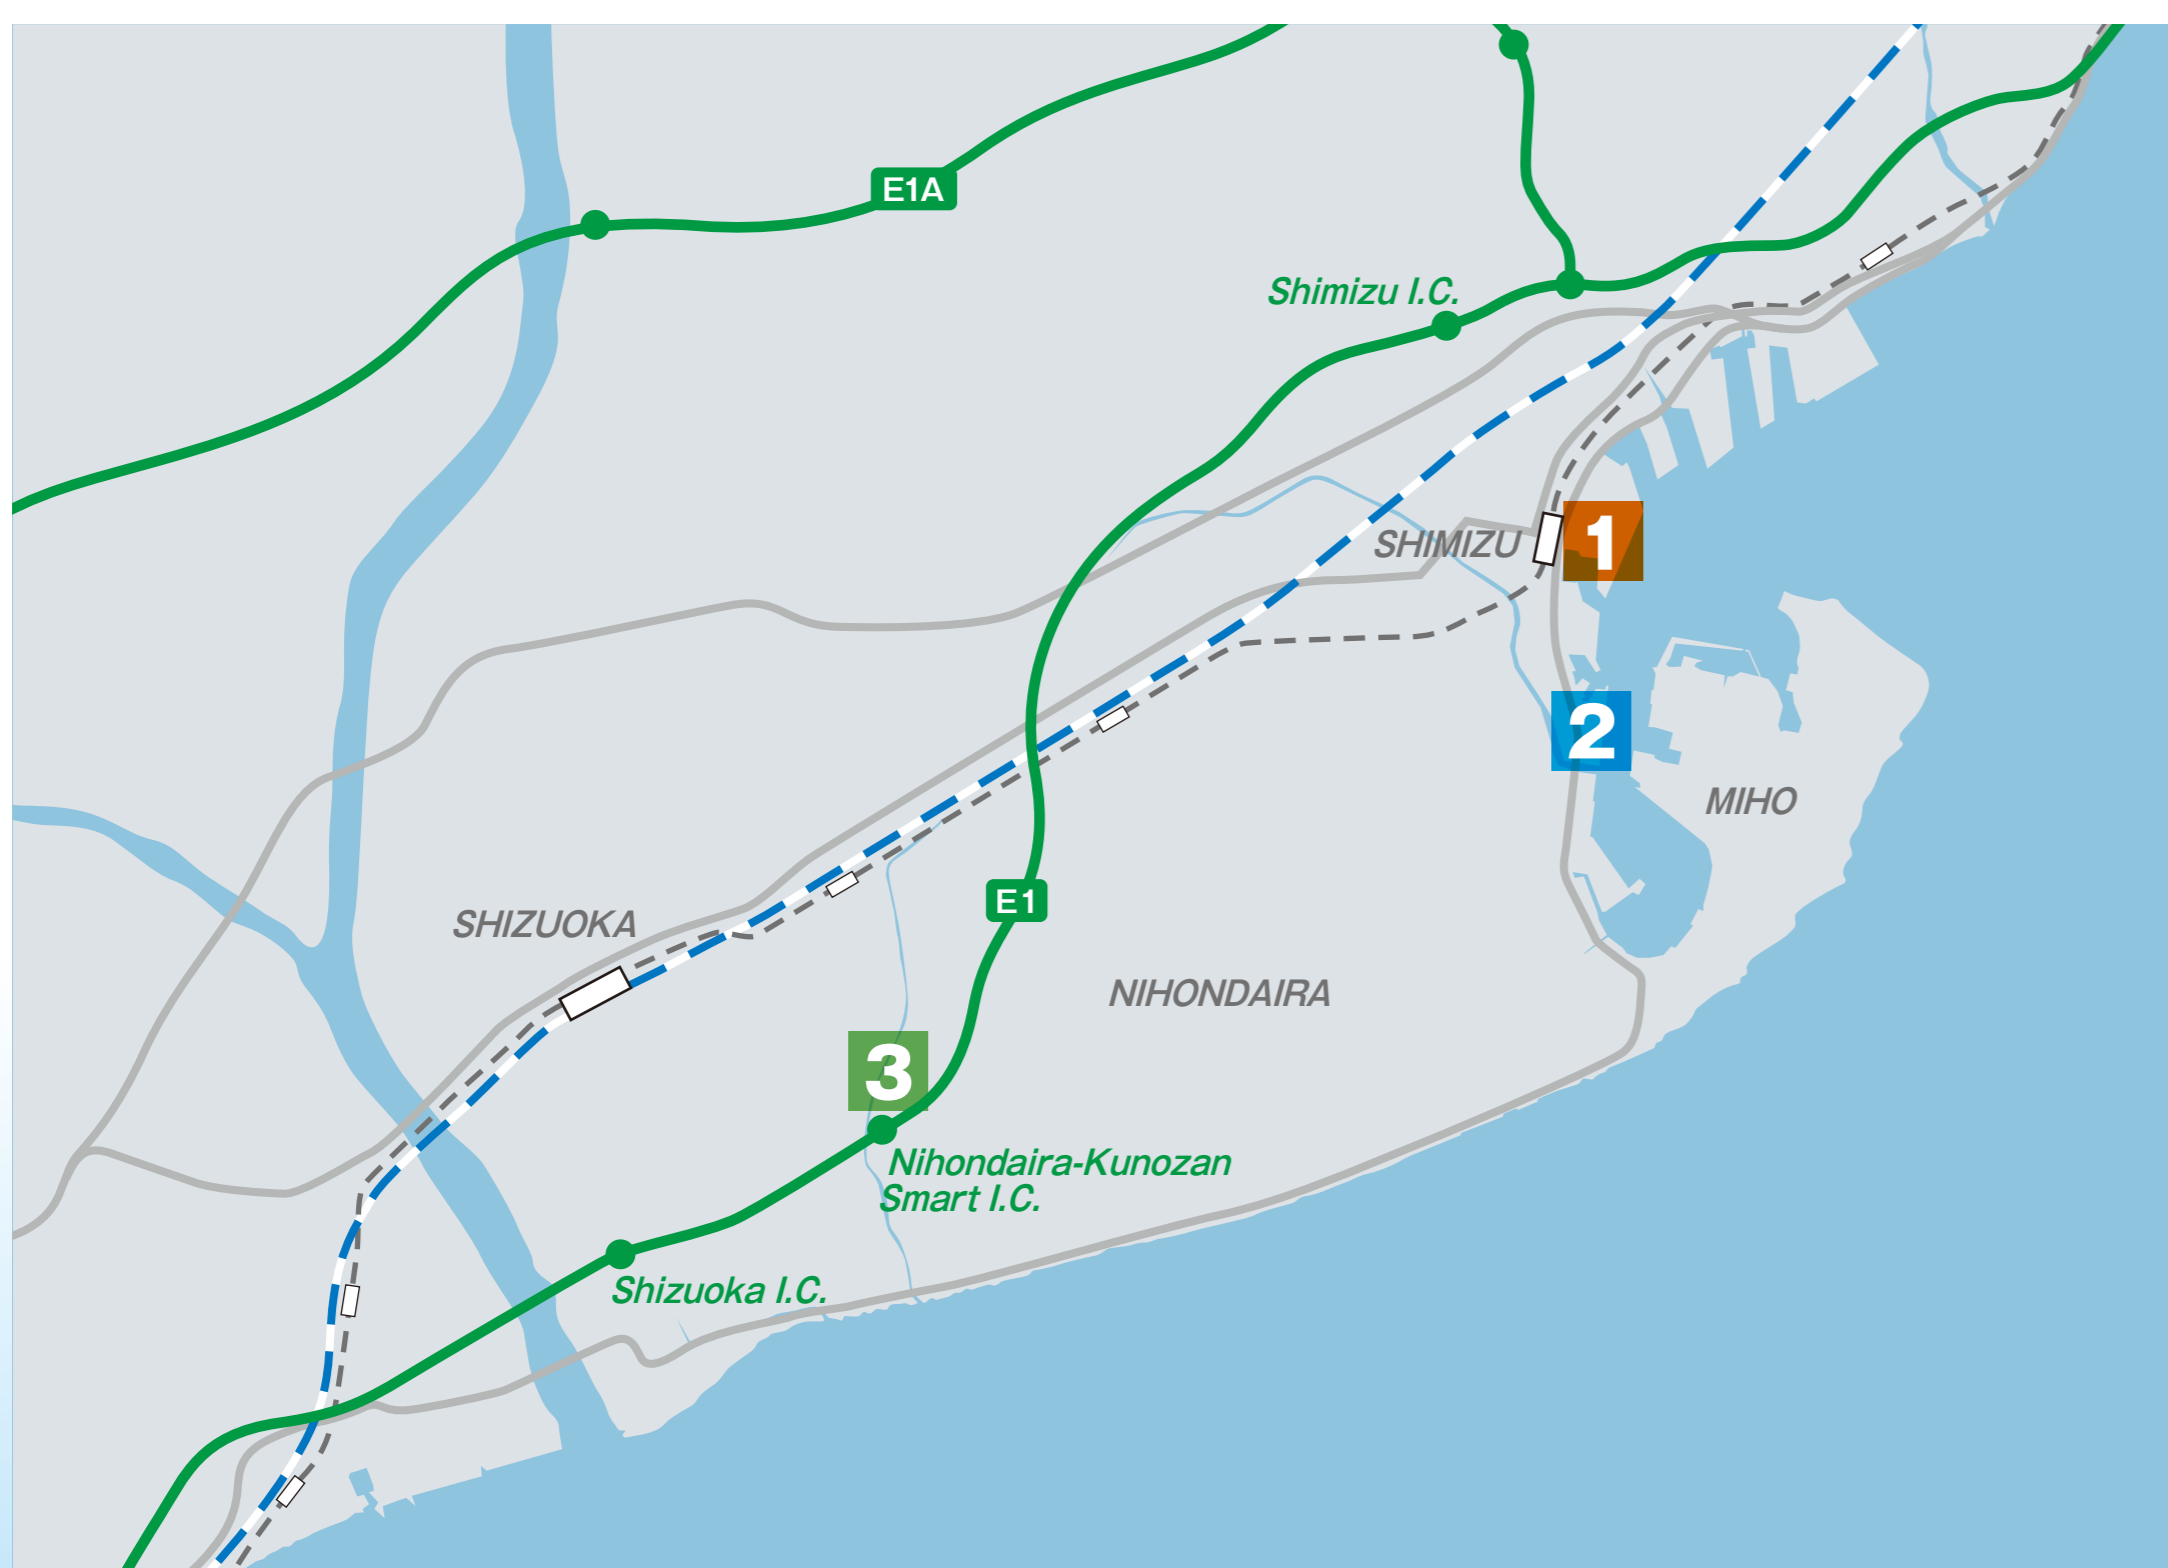 E1A
Shimizu I.C.
SHIMIZU
1
2
MIHO
E1
SHIZUOKA
NIHONDAIRA
3
Nihondaira-Kunozan
Smart I.C.
Shizuoka I.C.